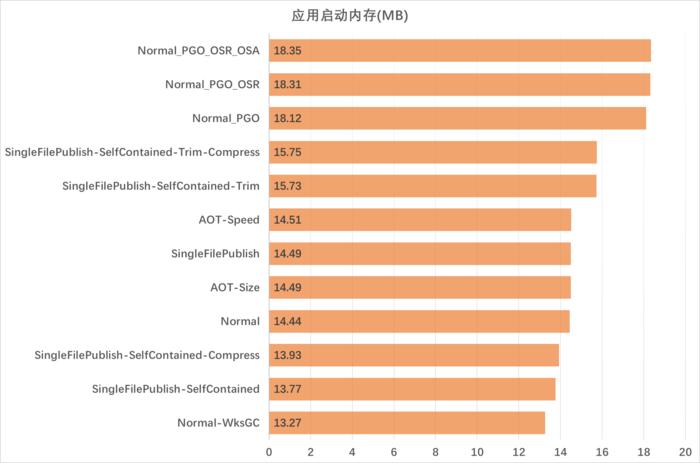 应用启动内存(MB)
Normal_PGO_OSR_OSA 18.35
Normal_PGO_OSR 18.31
Normal_PGO 18.12
SingleFilePublish-SelfContained-Trim-Compress 15.75
SingleFilePublish-SelfContained-Trim 15.73
AOT-Speed 14.51
SingleFilePublish 14.49
AOT-Size 14.49
Normal 14.44
SingleFilePublish-SelfContained-Compress 13.93
SingleFilePublish-SelfContained 13.77
Normal-WksGC 13.27
0 2 4 6 8 10 12 14 16 18 20